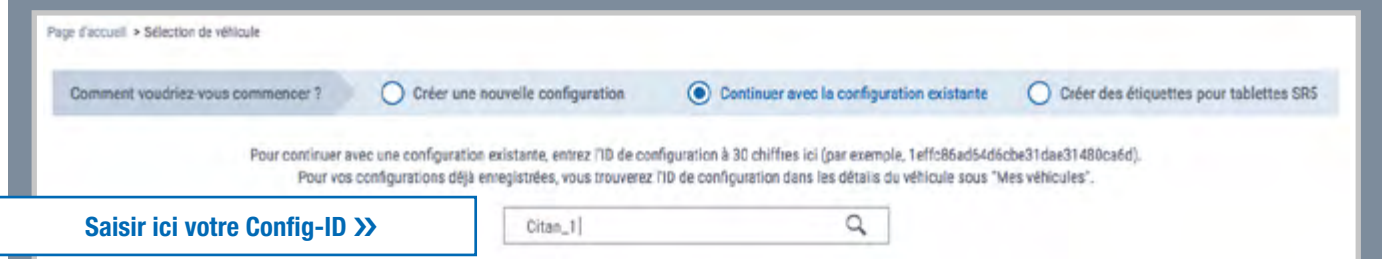 Page d'accueil > Sélection de véhicule
Comment voudriez-vous commencer ? Créer une nouvelle configuration Continuer avec la configuration existante Créer des étiquettes pour tablettes SR5
Pour continuer avec une configuration existante, entrez l'ID de configuration à 30 chiffres ici (par exemple, 1effc86ad54d6cbe31dae31480ca6d).
Pour vos configurations déjà enregistrées, vous trouverez l'ID de configuration dans les détails du véhicule sous "Mes véhicules".
Saisir ici votre Config-ID » Citan_1